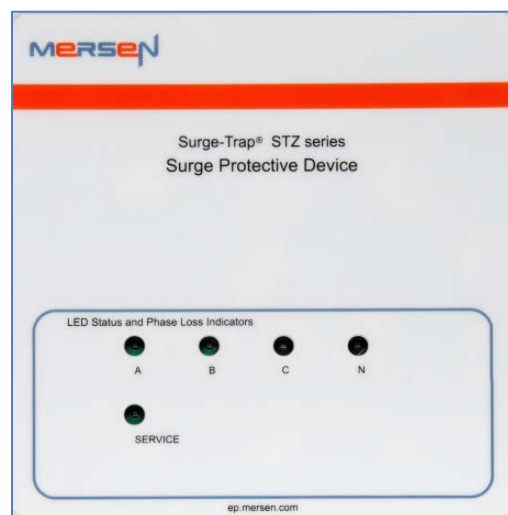 MERSEN
Surge-Trap® STZ series
Surge Protective Device
LED Status and Phase Loss Indicators
A B C N
SERVICE
ep.mersen.com